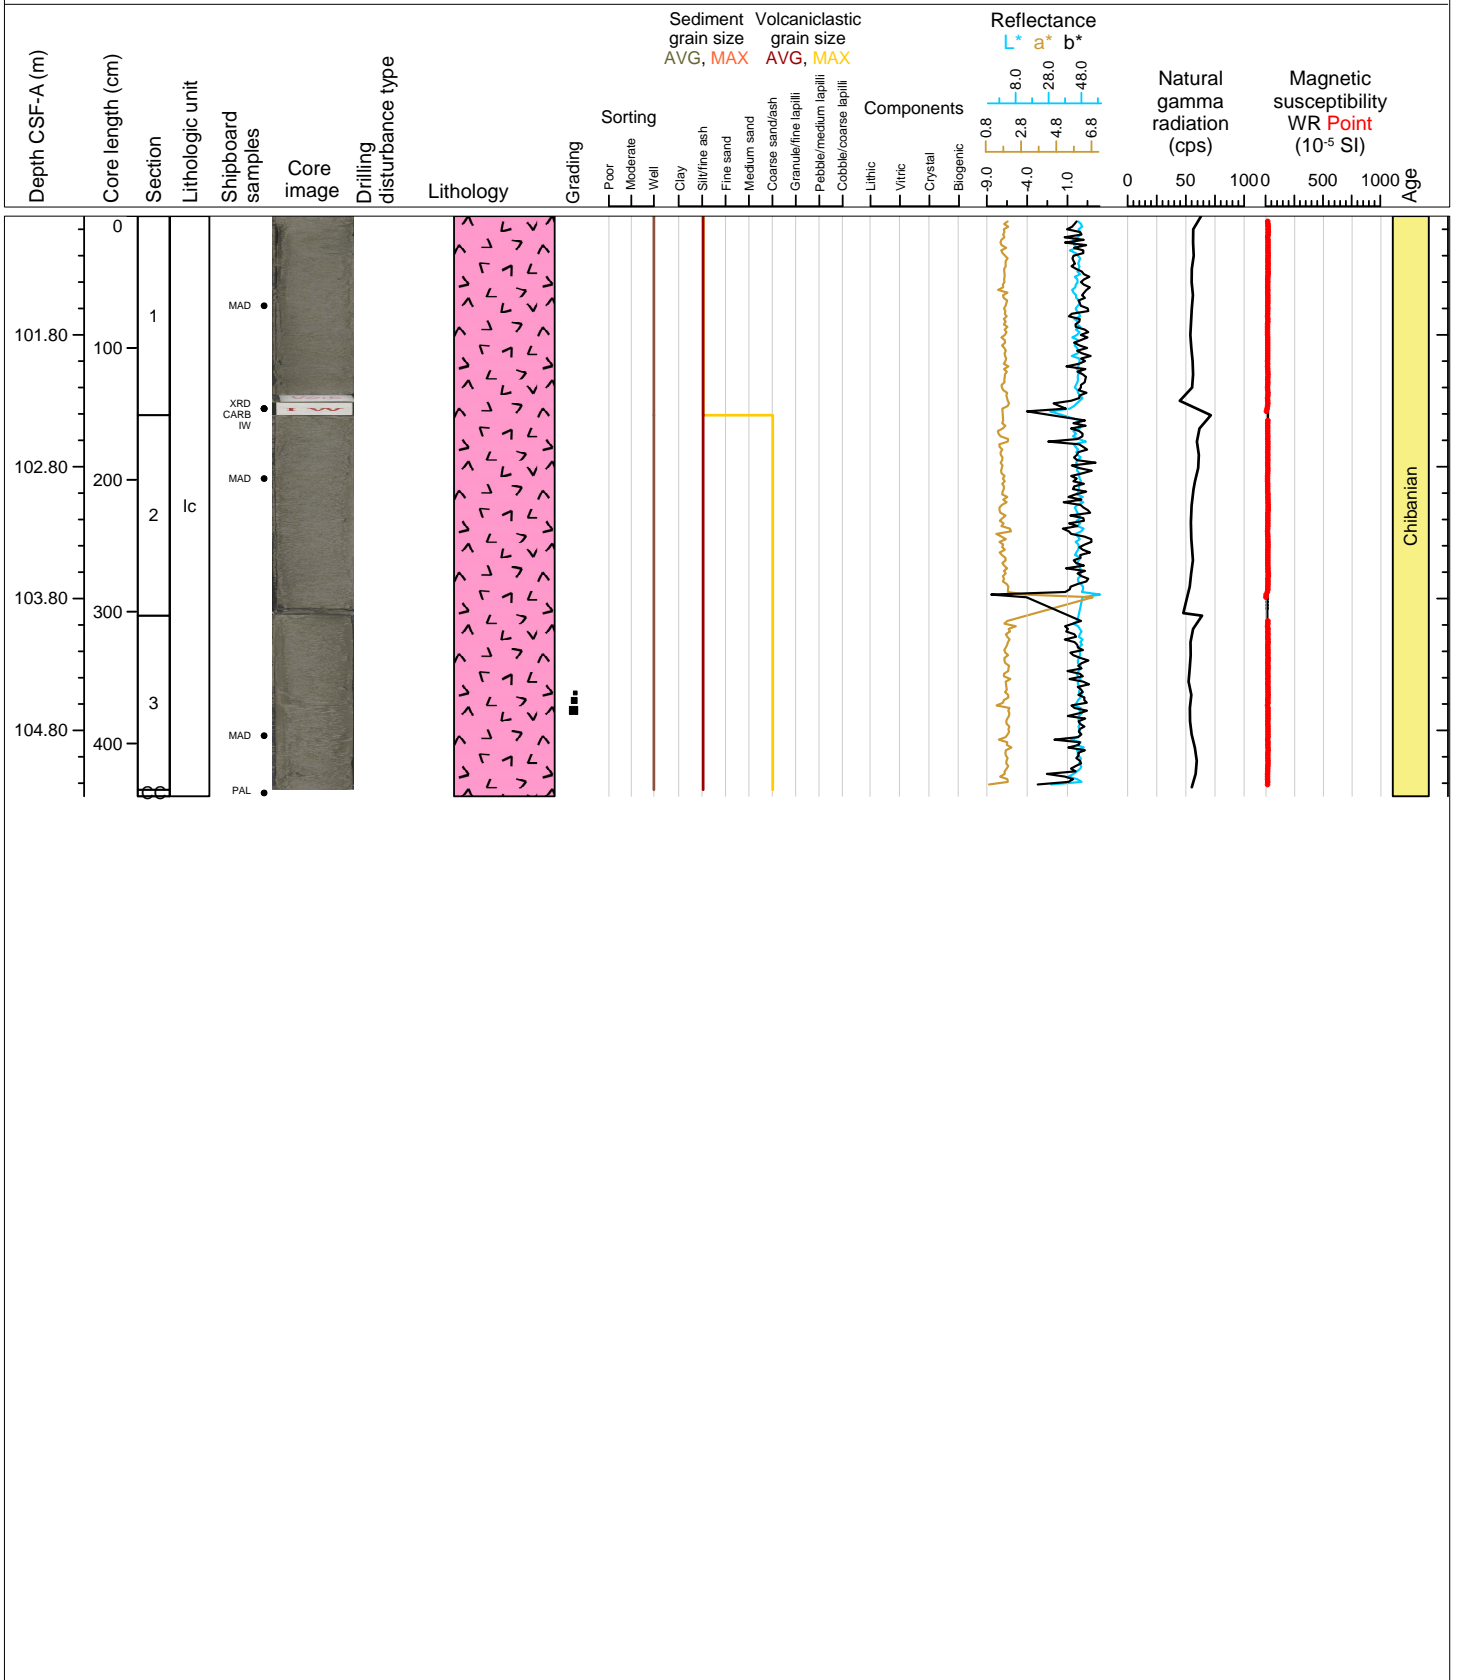 Depth CSF-A (m)
Core length (cm)
Section
Lithologic unit
Shipboard
samples
Core
image
Drilling
disturbance type
Lithology
Grading
Sorting
Poor
Moderate
Well
Sediment
grain size
AVG, MAX
Volcaniclastic
grain size
AVG, MAX
Clay
Silt/fine ash
Fine sand
Medium sand
Coarse sand/ash
Granule/fine lapilli
Pebble/medium lapilli
Cobble/coarse lapilli
Components
Lithic
Vitric
Crystal
Biogenic
Reflectance
L* a* b*
8.0 28.0 48.0
0.8 2.8 4.8 6.8
-9.0 -4.0 1.0
Natural
gamma
radiation
(cps)
0 50 100
Magnetic
susceptibility
WR Point
(10-5 SI)
0 500 1000
Age
0
1
MAD
101.80
100
XRD
CARB
IW
IW
102.80
200
MAD
Ic
2
Chibanian
103.80
300
3
104.80
400
MAD
CC
PAL